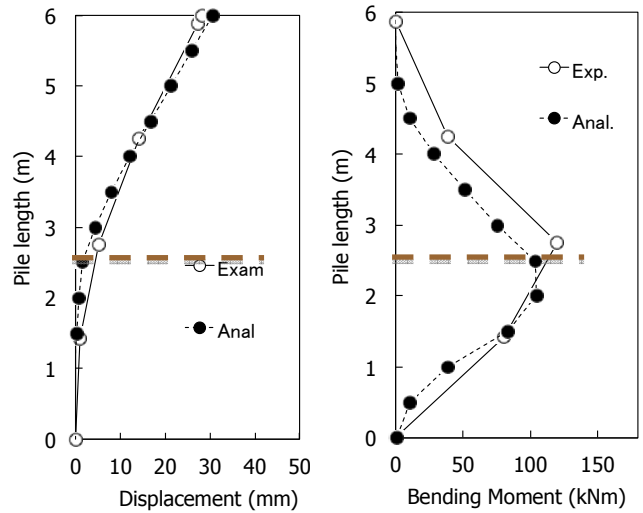 6
5
4
3
2
1
0
Pile length (m)
Exam
Anal
0 10 20 30 40 50
Displacement (mm)
6
5
4
3
2
1
0
Pile length (m)
Exp.
Anal.
0 50 100 150
Bending Moment (kNm)